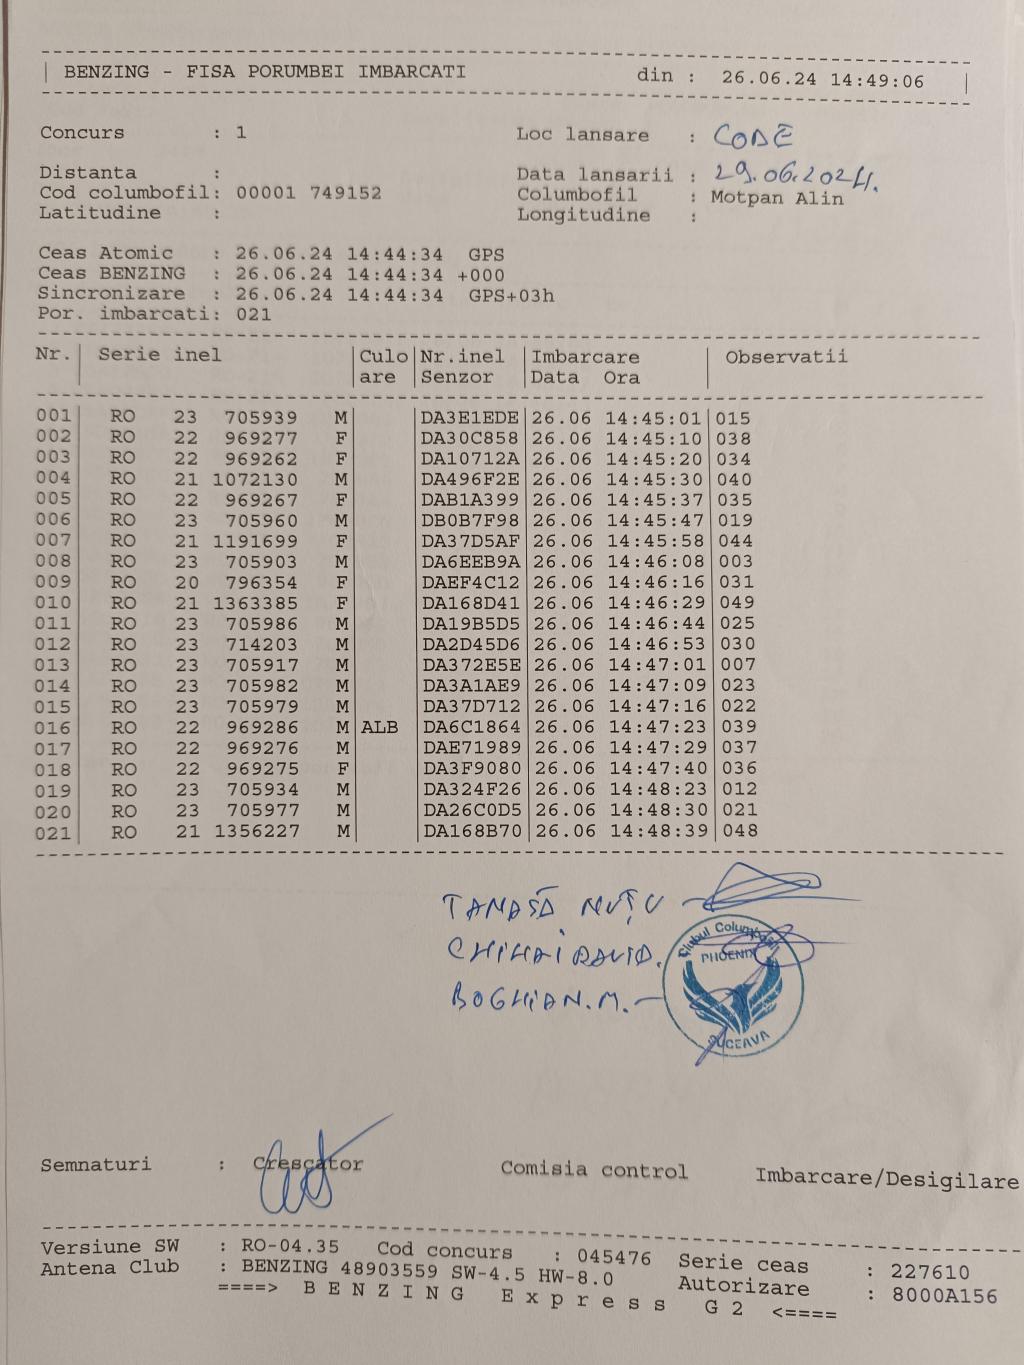 BENZING - FISA PORUMBEI IMBARCATI din : 26.06.24 14:49:06
Concurs : 1 Loc lansare : CODE
Distanta : Data lansarii : 29.06.2024.
Cod columbofil: 00001 749152 Columbofil : Motpan Alin
Latitudine : Longitudine :
Ceas Atomic : 26.06.24 14:44:34 GPS
Ceas BENZING : 26.06.24 14:44:34 +000
Sincronizare : 26.06.24 14:44:34 GPS+03h
Por. imbarcati: 021
Nr. Serie inel Culo Nr.inel Imbarcare Observatii
are Senzor Data Ora
001 RO 23 705939 M DA3E1EDE 26.06 14:45:01 015
002 RO 22 969277 F DA30C858 26.06 14:45:10 038
003 RO 22 969262 F DA10712A 26.06 14:45:20 034
004 RO 21 1072130 M DA496F2E 26.06 14:45:30 040
005 RO 22 969267 F DAB1A399 26.06 14:45:37 035
006 RO 23 705960 M DB0B7F98 26.06 14:45:47 019
007 RO 21 1191699 F DA37D5AF 26.06 14:45:58 044
008 RO 23 705903 M DA6EEB9A 26.06 14:46:08 003
009 RO 20 796354 F DAEF4C12 26.06 14:46:16 031
010 RO 21 1363385 F DA168D41 26.06 14:46:29 049
011 RO 23 705986 M DA19B5D5 26.06 14:46:44 025
012 RO 23 714203 M DA2D45D6 26.06 14:46:53 030
013 RO 23 705917 M DA372E5E 26.06 14:47:01 007
014 RO 23 705982 M DA3A1AE9 26.06 14:47:09 023
015 RO 23 705979 M DA37D712 26.06 14:47:16 022
016 RO 22 969286 M ALB DA6C1864 26.06 14:47:23 039
017 RO 22 969276 M DAE71989 26.06 14:47:29 037
018 RO 22 969275 F DA3F9080 26.06 14:47:40 036
019 RO 23 705934 M DA324F26 26.06 14:48:23 012
020 RO 23 705977 M DA26C0D5 26.06 14:48:30 021
021 RO 21 1356227 M DA168B70 26.06 14:48:39 048
TANASĂ NUȚU
CHIHAI DAVID.
BOGHIAN.M.
Clubul Columbofil
PHOENIX
SUCEAVA
Semnaturi : Crescator Comisia control Imbarcare/Desigilare
Versiune SW : RO-04.35 Cod concurs : 045476 Serie ceas : 227610
Antena Club : BENZING 48903559 SW-4.5 HW-8.0 Autorizare : 8000A156
====> B E N Z I N G E x p r e s s G 2 <====